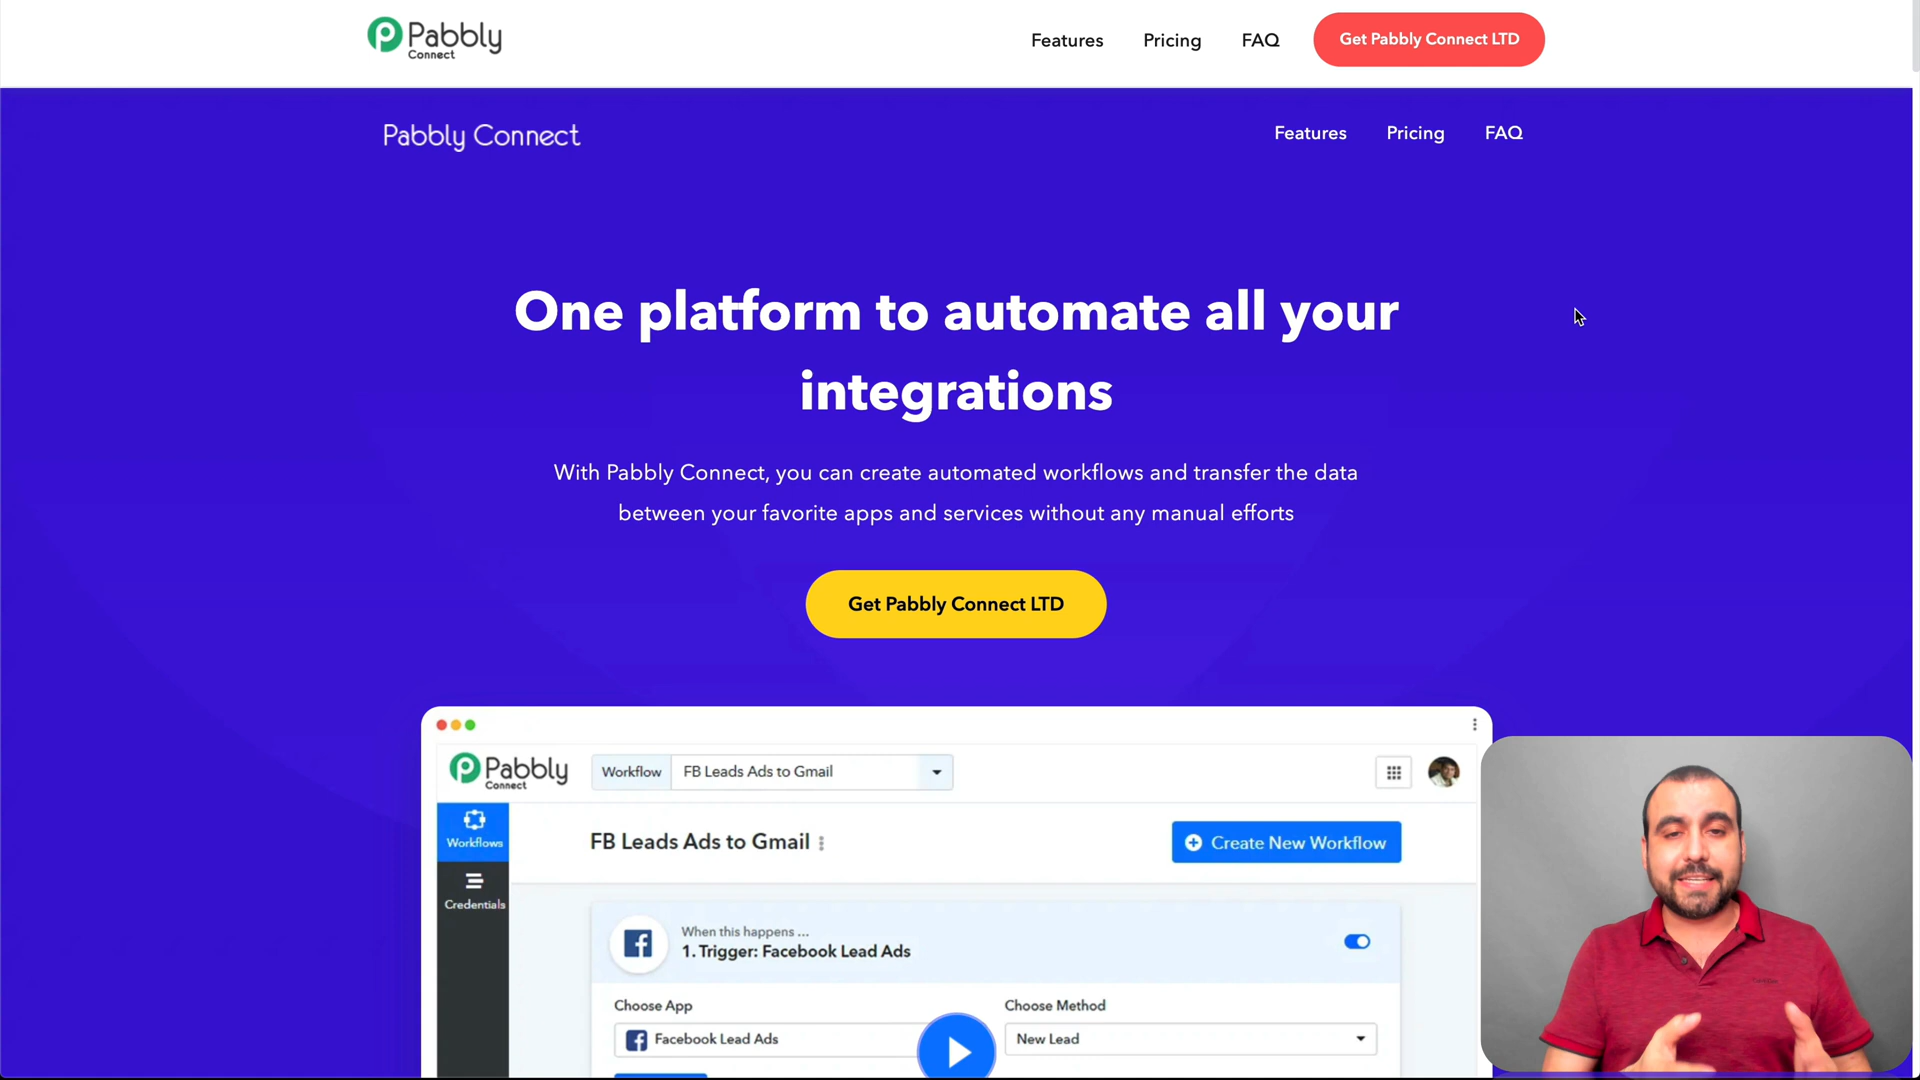 Pabbly
Connect
Features
Pricing
FAQ
Get Pabbly Connect LTD
Pabbly Connect
Features
Pricing
FAQ
One platform to automate all your
integrations
With Pabbly Connect, you can create automated workflows and transfer the data
between your favorite apps and services without any manual efforts
Get Pabbly Connect LTD
Pabbly
Connect
Workflow
FB Leads Ads to Gmail
Workflows
FB Leads Ads to Gmail
Create New Workflow
Credentials
When this happens ...
1. Trigger: Facebook Lead Ads
Choose App
Choose Method
Facebook Lead Ads
New Lead